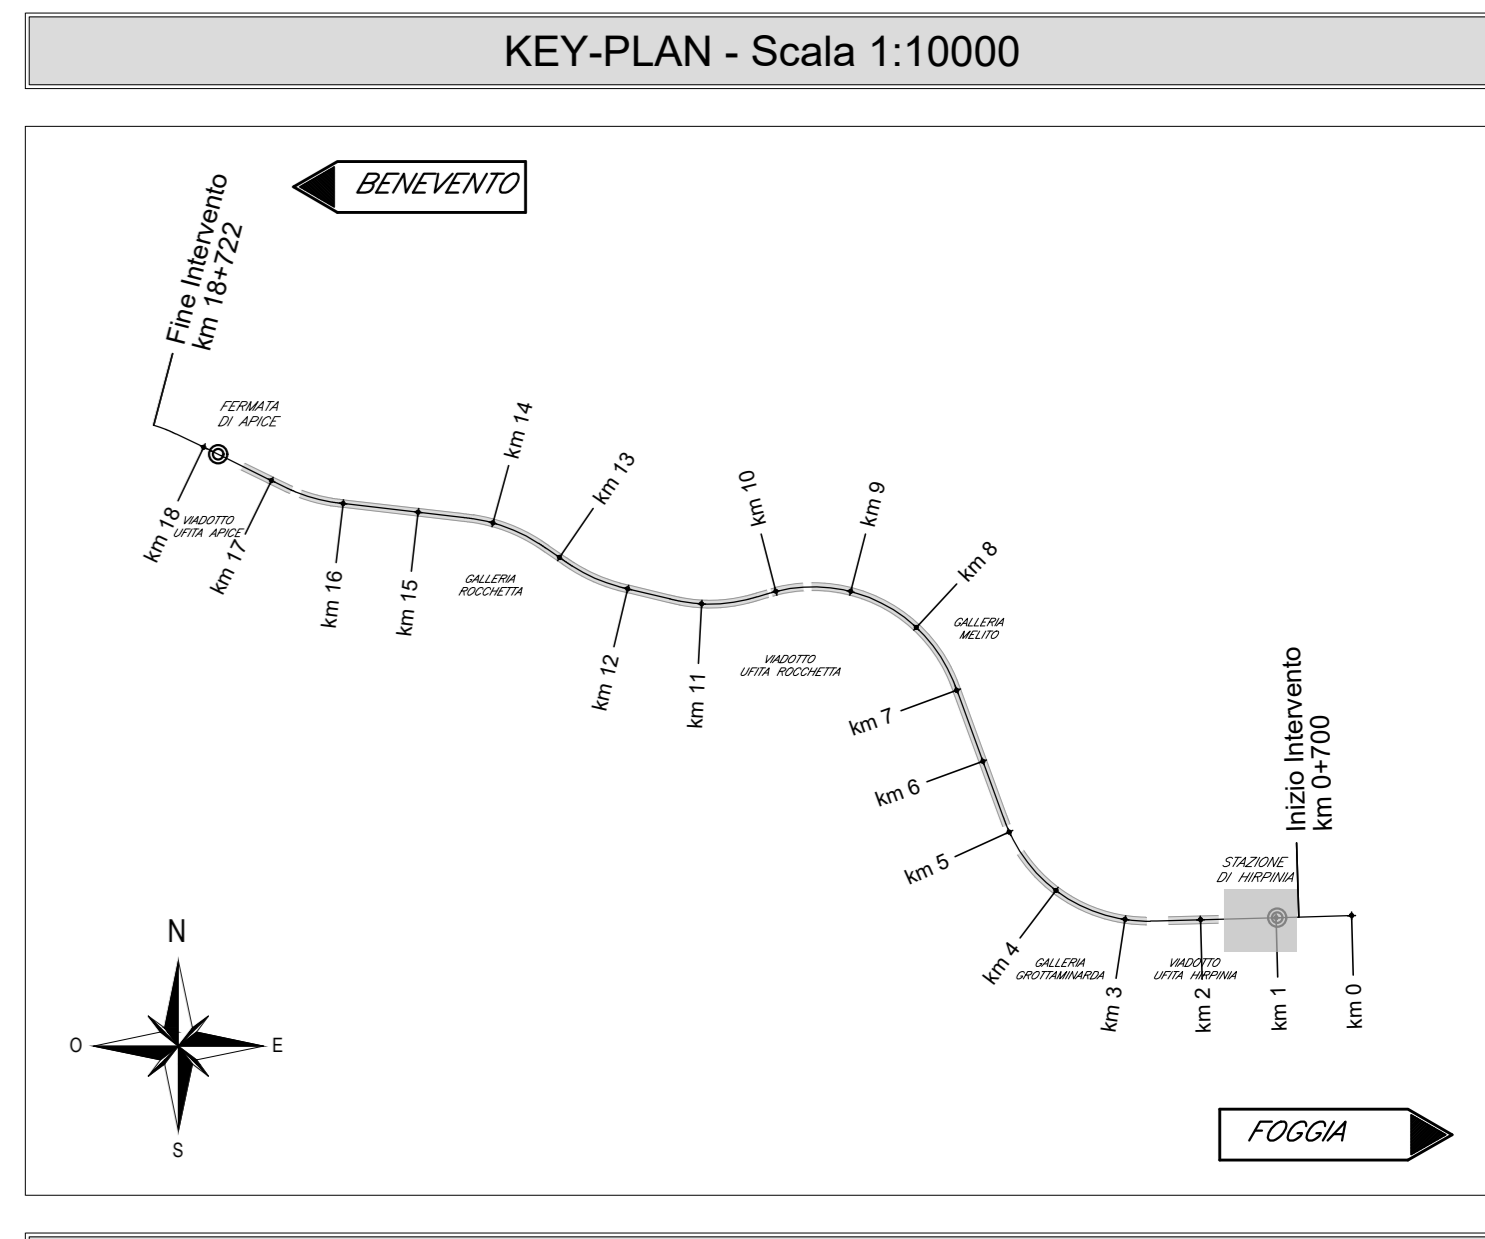 KEY-PLAN - Scala 1:10000
BENEVENTO
Fine Intervento
km 18+722
FERMATA
DI APICE
km 18
VIADOTTO
UFITA APICE
km 17
km 16
km 15
km 14
GALLERIA
ROCCHETTA
km 13
km 12
km 11
km 10
VIADOTTO
UFITA ROCCHETTA
km 9
km 8
GALLERIA
MELITO
km 7
km 6
km 5
km 4
GALLERIA
GROTTAMINARDA
km 3
VIADOTTO
UFITA HIRPINIA
km 2
STAZIONE
DI HIRPINIA
km 1
Inizio Intervento
km 0+700
km 0
N
O
E
S
FOGGIA